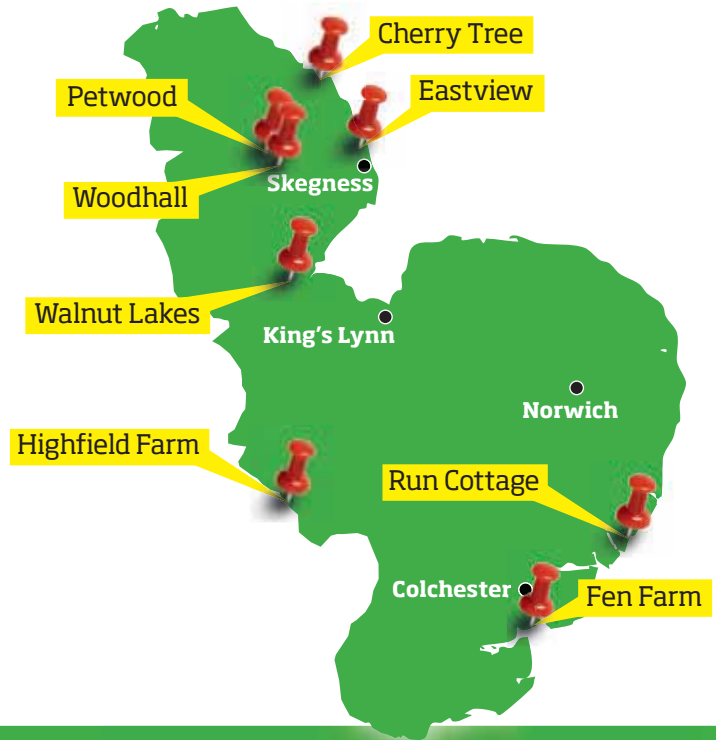 Cherry Tree
Petwood
Eastview
Woodhall
Skegness
Walnut Lakes
King's Lynn
Norwich
Highfield Farm
Run Cottage
Colchester
Fen Farm